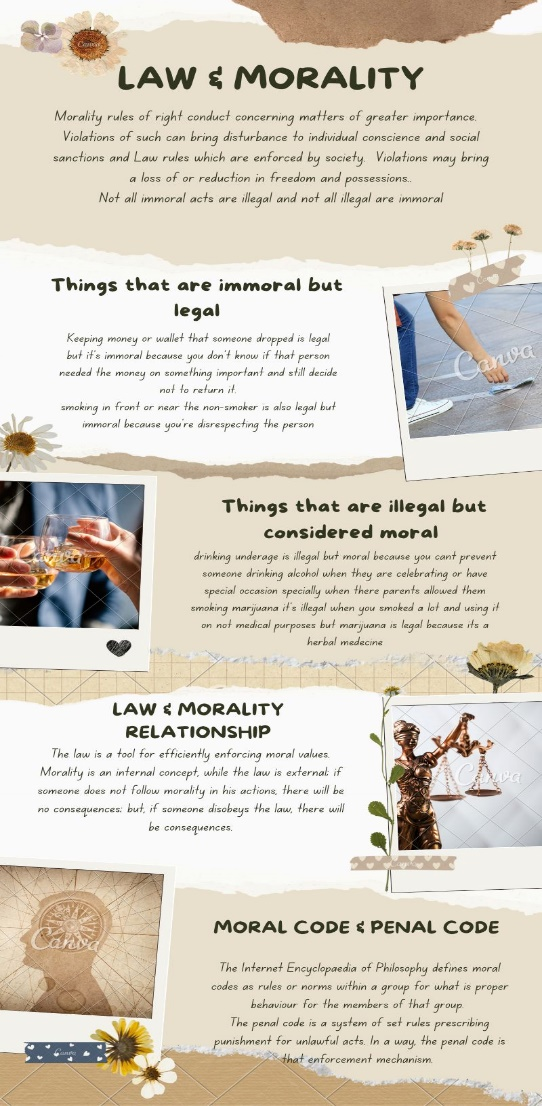 LAW & MORALITY
Morality rules of right conduct concerning matters of greater importance.
Violations of such can bring disturbance to individual conscience and social
sanctions and Law rules which are enforced by society. Violations may bring
a loss of or reduction in freedom and possessions..
Not all immoral acts are illegal and not all illegal are immoral
Things that are immoral but
legal
Keeping money or wallet that someone dropped is legal
but it's immoral because you don't know if that person
needed the money on something important and still decide
not to return it.
smoking in front or near the non-smoker is also legal but
immoral because you're disrespecting the person
Canva
Things that are illegal but
considered moral
drinking underage is illegal but moral because you cant prevent
someone drinking alcohol when they are celebrating or have
special occasion specially when there parents allowed them
smoking marijuana it's illegal when you smoked a lot and using it
on not medical purposes but marijuana is legal because its a
herbal medecine
LAW & MORALITY
RELATIONSHIP
The law is a tool for efficiently enforcing moral values.
Morality is an internal concept, while the law is external; if
someone does not follow morality in his actions, there will be
no consequences; but, if someone disobeys the law, there will
be consequences.
Canva
Canva
MORAL CODE & PENAL CODE
The Internet Encyclopaedia of Philosophy defines moral
codes as rules or norms within a group for what is proper
behaviour for the members of that group.
The penal code is a system of set rules prescribing
punishment for unlawful acts. In a way, the penal code is
that enforcement mechanism.
Canva